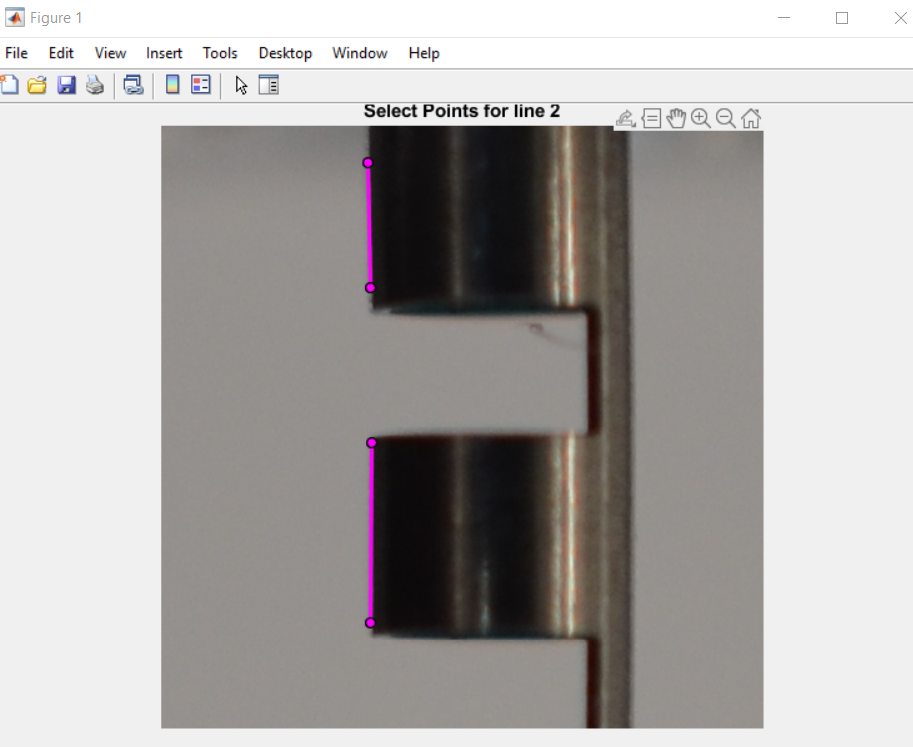 Figure 1
File Edit View Insert Tools Desktop Window Help
Select Points for line 2